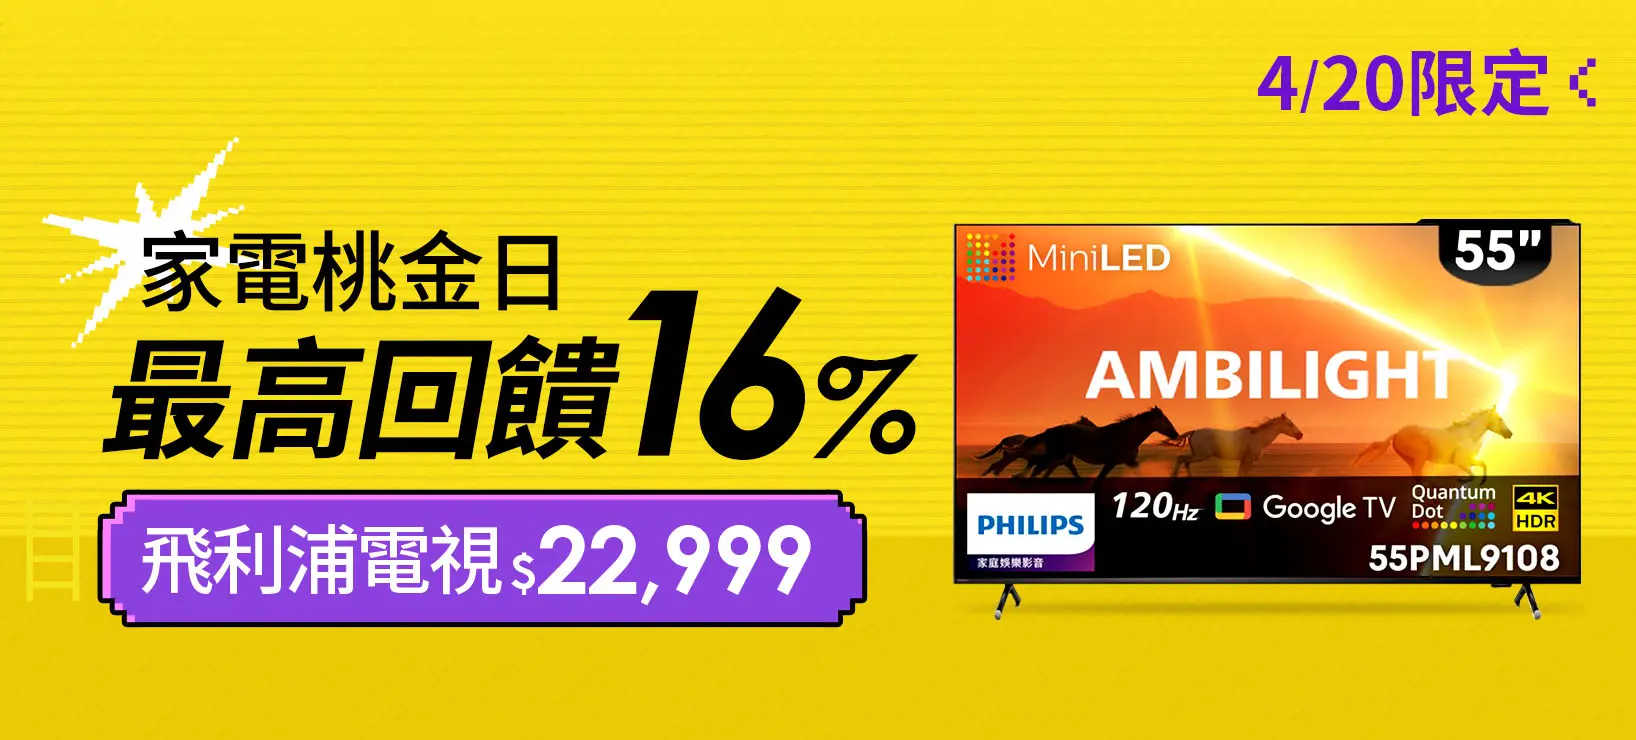 4/20限定
家電桃金日
最高回饋16%
飛利浦電視$22,999
MiniLED
55"
AMBILIGHT
PHILIPS
家庭娛樂影音
120Hz
Google TV
Quantum
Dot
4K
HDR
55PML9108